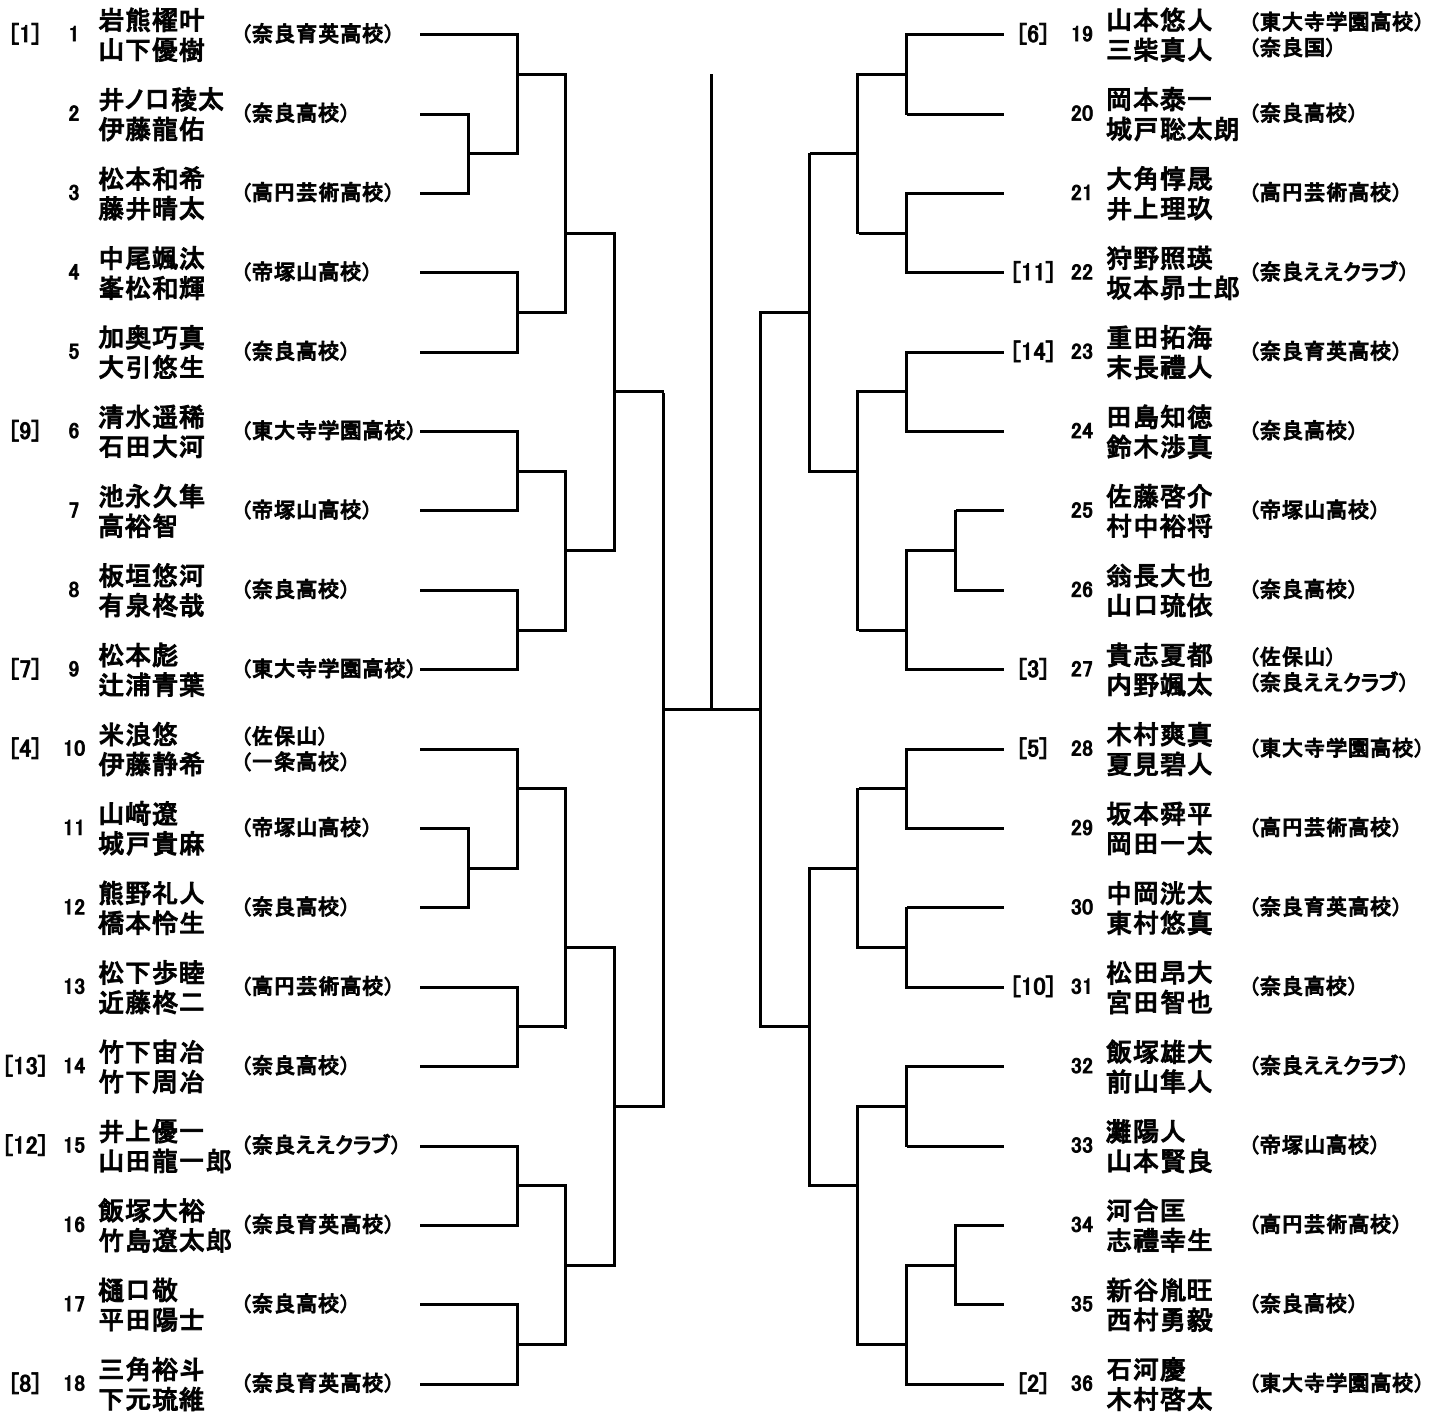 [1] 1 岩熊櫂叶 (奈良育英高校)
山下優樹
2 井ノ口稜太 (奈良高校)
伊藤龍佑
3 松本和希 (高円芸術高校)
藤井晴太
4 中尾颯汰 (帝塚山高校)
峯松和輝
5 加奥巧真 (奈良高校)
大引悠生
[9] 6 清水遥稀 (東大寺学園高校)
石田大河
7 池永久隼 (帝塚山高校)
高裕智
8 板垣悠河 (奈良高校)
有泉柊哉
[7] 9 松本彪 (東大寺学園高校)
辻浦青葉
[4] 10 米浪悠 (佐保山)
伊藤静希 (一条高校)
11 山﨑遼 (帝塚山高校)
城戸貴麻
12 熊野礼人 (奈良高校)
橋本怜生
13 松下歩睦 (高円芸術高校)
近藤柊二
[13] 14 竹下宙冶 (奈良高校)
竹下周冶
[12] 15 井上優一 (奈良ええクラブ)
山田龍一郎
16 飯塚大裕 (奈良育英高校)
竹島遼太郎
17 樋口敬 (奈良高校)
平田陽士
[8] 18 三角裕斗 (奈良育英高校)
下元琉維
[6] 19 山本悠人 (東大寺学園高校)
三柴真人 (奈良国)
20 岡本泰一 (奈良高校)
城戸聡太朗
21 大角惇晟 (高円芸術高校)
井上理玖
[11] 22 狩野照瑛 (奈良ええクラブ)
坂本昴士郎
[14] 23 重田拓海 (奈良育英高校)
末長禮人
24 田島知徳 (奈良高校)
鈴木渉真
25 佐藤啓介 (帝塚山高校)
村中裕将
26 翁長大也 (奈良高校)
山口琉依
[3] 27 貴志夏都 (佐保山)
内野颯太 (奈良ええクラブ)
[5] 28 木村爽真 (東大寺学園高校)
夏見碧人
29 坂本舜平 (高円芸術高校)
岡田一太
30 中岡洸太 (奈良育英高校)
東村悠真
[10] 31 松田昂大 (奈良高校)
宮田智也
32 飯塚雄大 (奈良ええクラブ)
前山隼人
33 灘陽人 (帝塚山高校)
山本賢良
34 河合匡 (高円芸術高校)
志禮幸生
35 新谷胤旺 (奈良高校)
西村勇毅
[2] 36 石河慶 (東大寺学園高校)
木村啓太